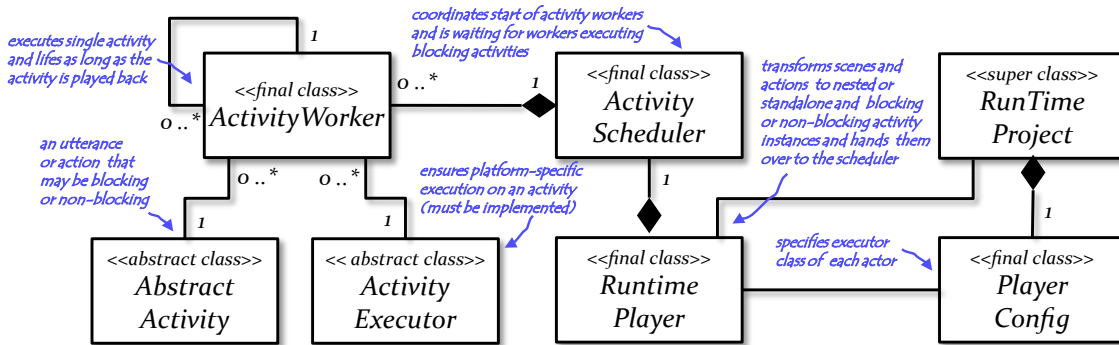 executes single activity
and lifes as long as the
activity is played back
1
0 ..*
<<final class>>
ActivityWorker
0 ..*
1
0 ..*
0 ..*
coordinates start of activity workers
and is waiting for workers executing
blocking activities
<<final class>>
Activity
Scheduler
1
transforms scenes and
actions to nested or
standalone and blocking
or non-blocking activity
instances and hands them
over to the scheduler
<<super class>>
RunTime
Project
1
an utterance
or action that
may be blocking
or non-blocking
1
1
ensures platform-specific
execution on an activity
(must be implemented)
<<abstract class>>
Abstract
Activity
<< abstract class>>
Activity
Executor
<<final class>>
Runtime
Player
specifies executor
class of each actor
<<final class>>
Player
Config